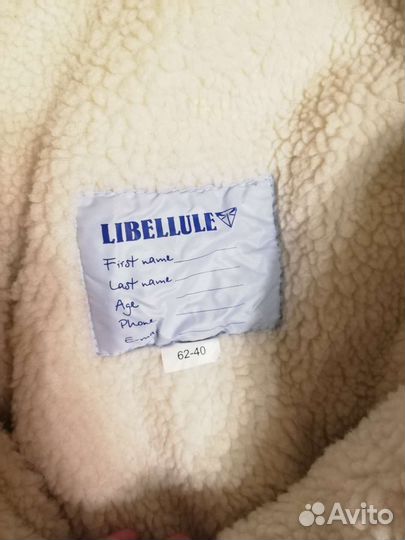 LIBELLULE
First name
Last name
Age
Phone
62-40
Avito